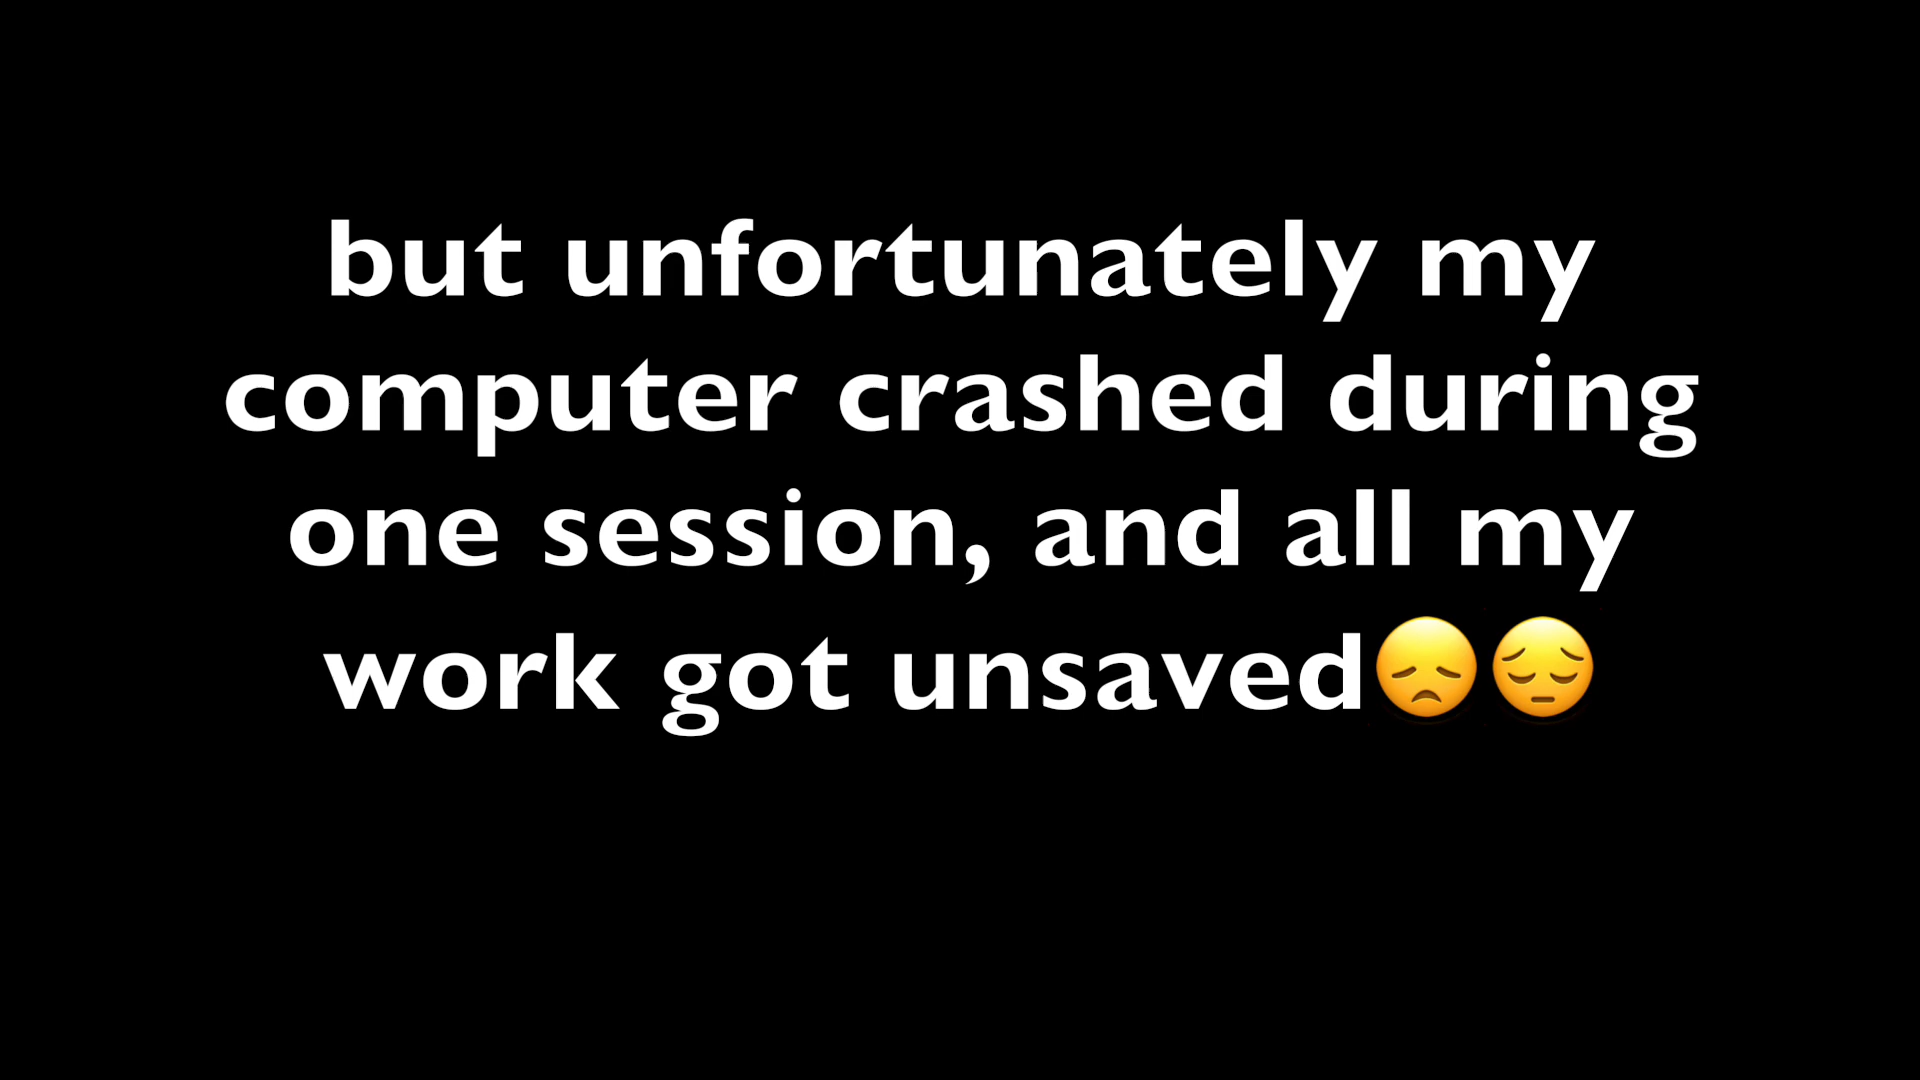 but unfortunately my
computer crashed during
one session, and all my
work got unsaved😞😔